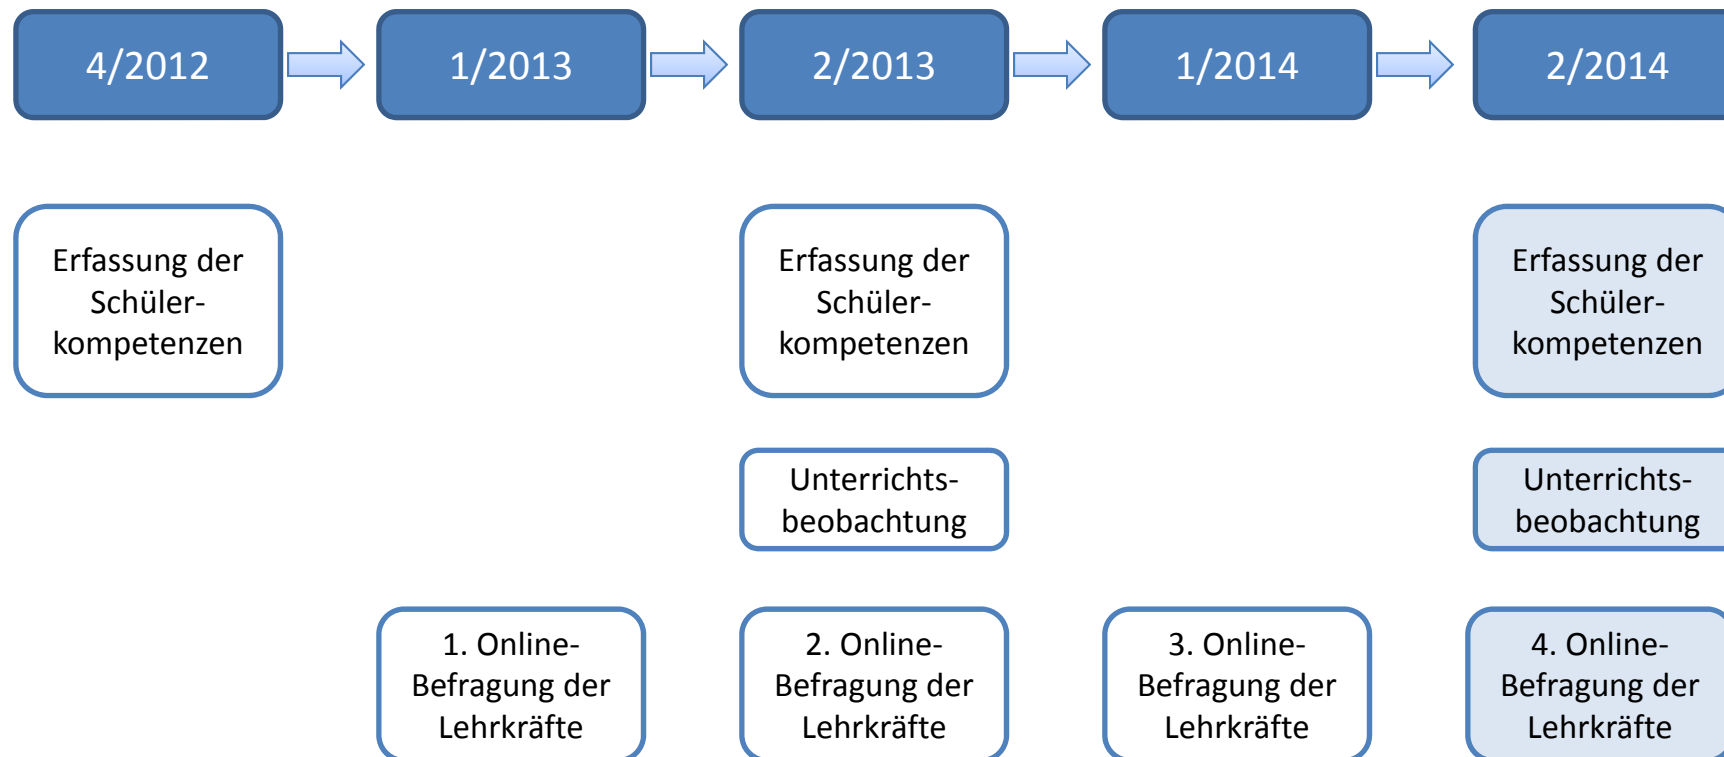 4/2012
1/2013
2/2013
1/2014
2/2014
Erfassung der
Schüler-
kompetenzen
Erfassung der
Schüler-
kompetenzen
Erfassung der
Schüler-
kompetenzen
Unterrichts-
beobachtung
Unterrichts-
beobachtung
1. Online-
Befragung der
Lehrkräfte
2. Online-
Befragung der
Lehrkräfte
3. Online-
Befragung der
Lehrkräfte
4. Online-
Befragung der
Lehrkräfte